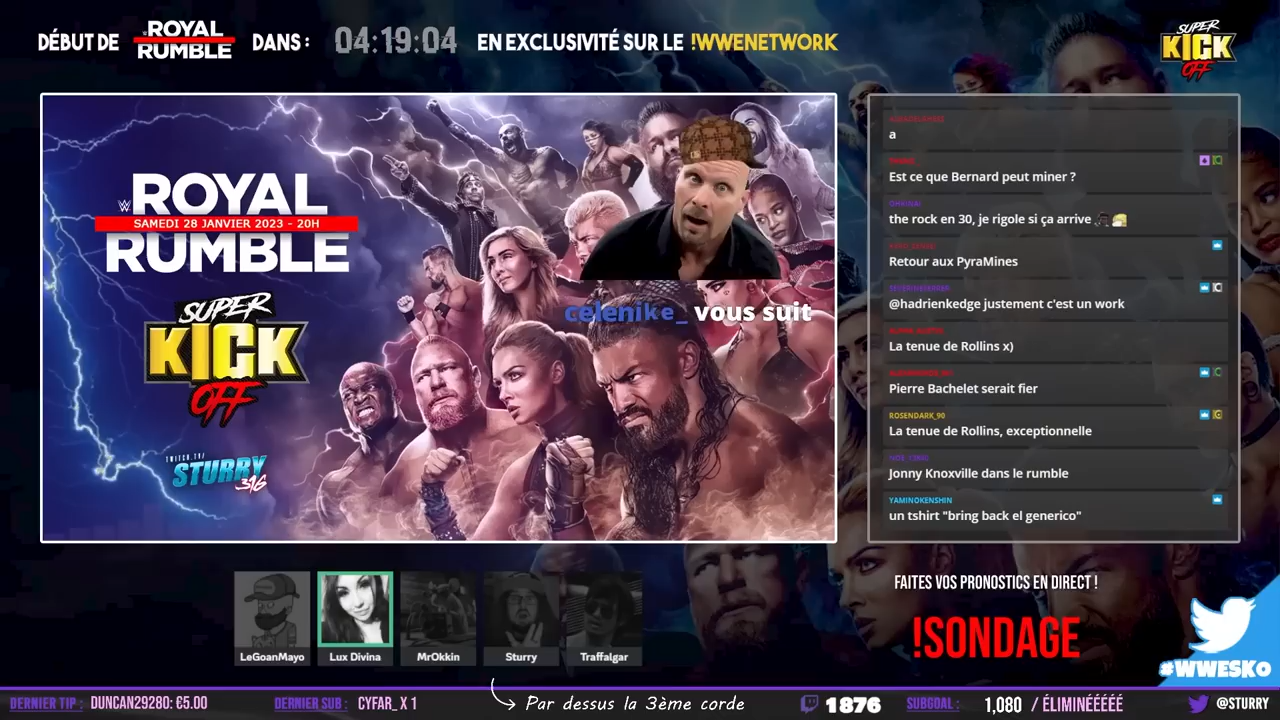 DÉBUT DE ROYAL RUMBLE DANS : 04:19:04 EN EXCLUSIVITÉ SUR LE !WWENETWORK
SUPER
KICK
OFF
ROYAL
SAMEDI 28 JANVIER 2023 - 20H
RUMBLE
SUPER
KICK
OFF
TWITCH.TV/
STURRY
316
celenike_ vous suit
a
Est ce que Bernard peut miner ?
the rock en 30, je rigole si ça arrive
Retour aux PyraMines
@hadrienkedge justement c'est un work
La tenue de Rollins x)
Pierre Bachelet serait fier
ROSENDARK_90
La tenue de Rollins, exceptionnelle
Jonny Knoxville dans le rumble
YAMINOKENSHIN
un tshirt "bring back el generico"
LeGoanMayo
Lux Divina
MrOkkin
Sturry
Traffalgar
FAITES VOS PRONOSTICS EN DIRECT !
!SONDAGE
#WWESKO
DERNIER TIP : DUNCAN29280: €5.00
DERNIER SUB : CYFAR_ X 1
Par dessus la 3ème corde
1876
SUBGOAL : 1,080 / ÉLIMINÉÉÉÉÉ
@STURRY